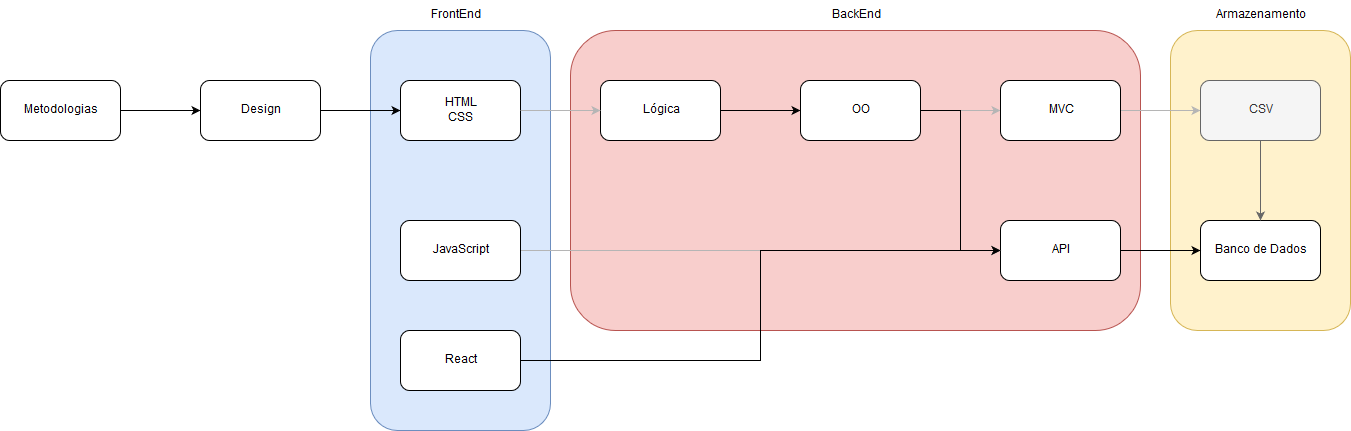 FrontEnd
BackEnd
Armazenamento
Metodologias
Design
HTML
CSS
Lógica
OO
MVC
CSV
JavaScript
API
Banco de Dados
React